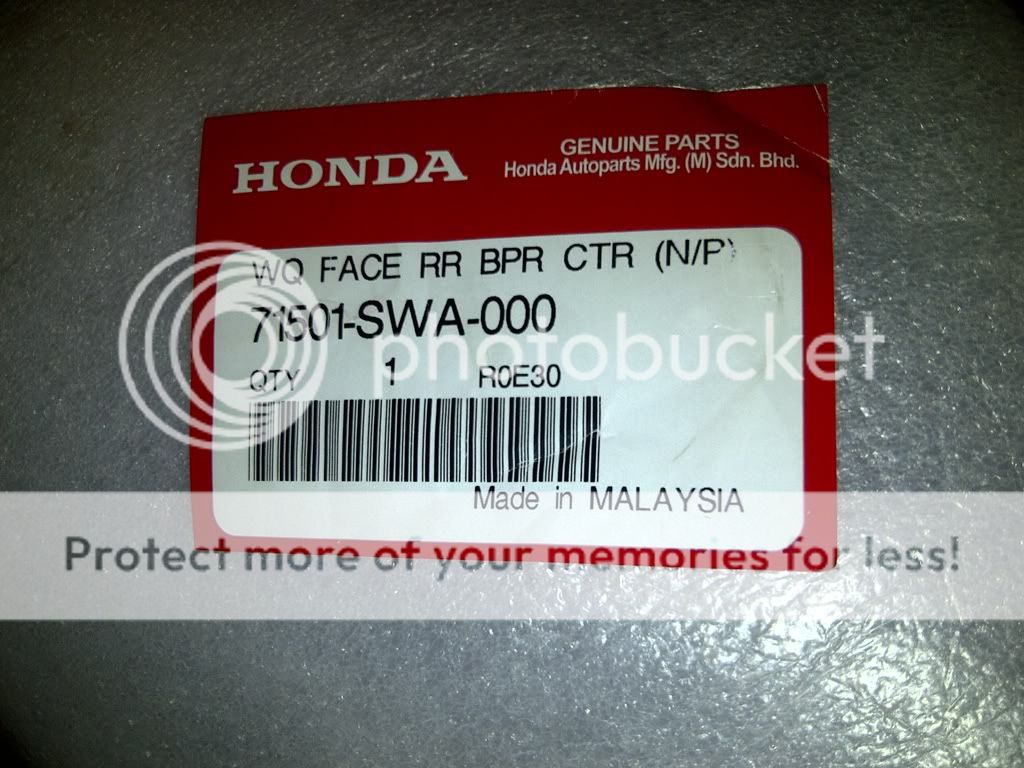 HONDA
GENUINE PARTS
Honda Autoparts Mfg. (M) Sdn. Bhd.
WQ FACE RR BPR CTR (N/P)
71501-SWA-000
photobucket
QTY 1 R0E30
Made in MALAYSIA
Protect more of your memories for less!